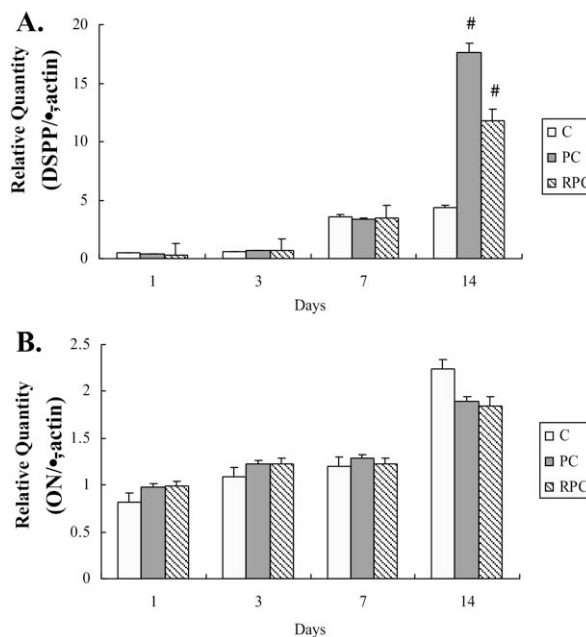 A.
Relative Quantity
(DSPP/•,actin)
20
15
10
5
0
#
#
1
3
7
14
Days
C
PC
RPC
B.
Relative Quantity
(ON/•,actin)
2.5
2
1.5
1
0.5
0
1
3
7
14
Days
C
PC
RPC